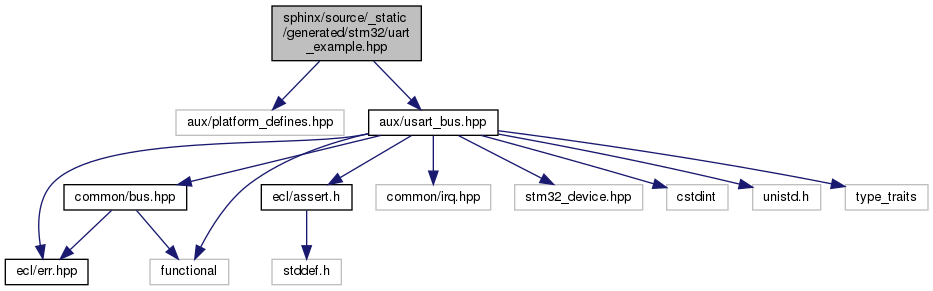 sphinx/source/_static
/generated/stm32/uart
_example.hpp
aux/platform_defines.hpp
aux/usart_bus.hpp
common/bus.hpp
ecl/assert.h
common/irq.hpp
stm32_device.hpp
cstdint
unistd.h
type_traits
ecl/err.hpp
functional
stddef.h